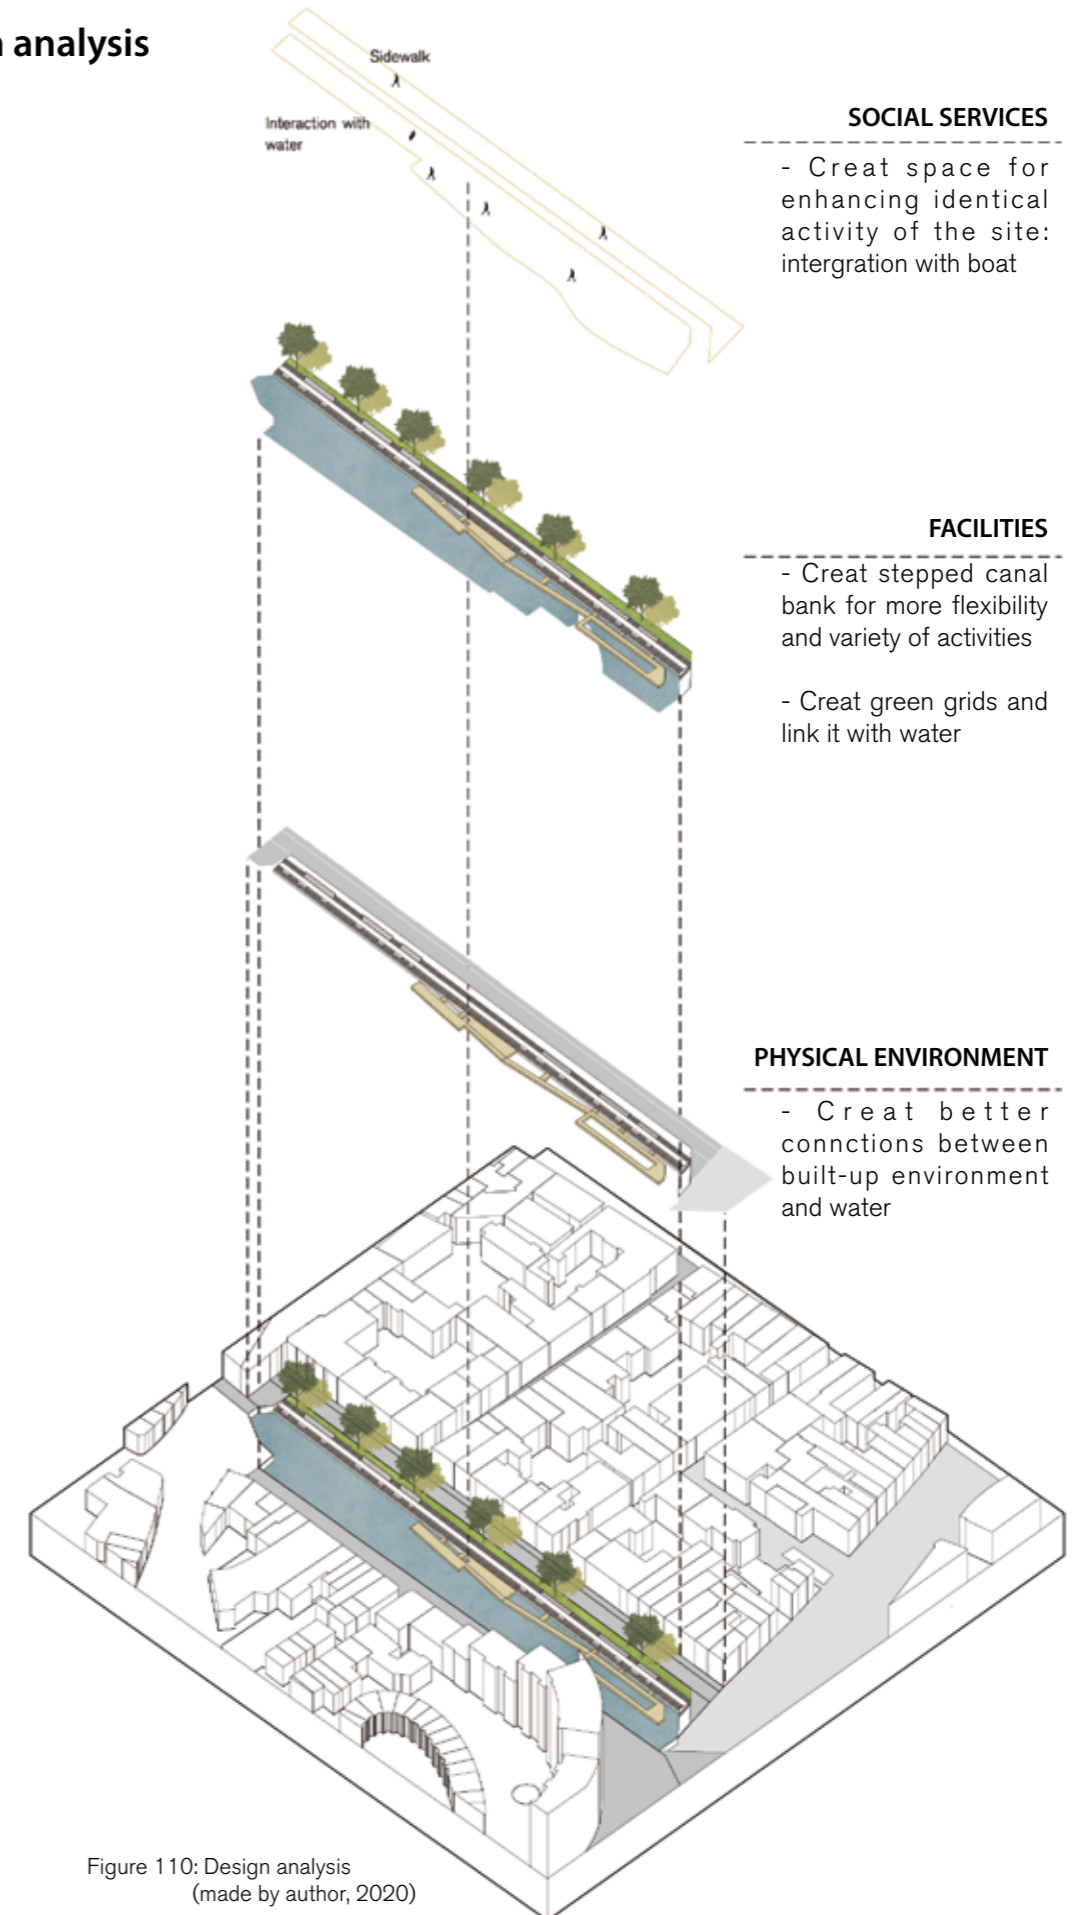 analysis
Sidewalk
Interaction with
water
SOCIAL SERVICES
- Creat space for
enhancing identical
activity of the site:
intergration with boat
FACILITIES
- Creat stepped canal
bank for more flexibility
and variety of activities
- Creat green grids and
link it with water
PHYSICAL ENVIRONMENT
- Creat better
connctions between
built-up environment
and water
Figure 110: Design analysis
(made by author, 2020)